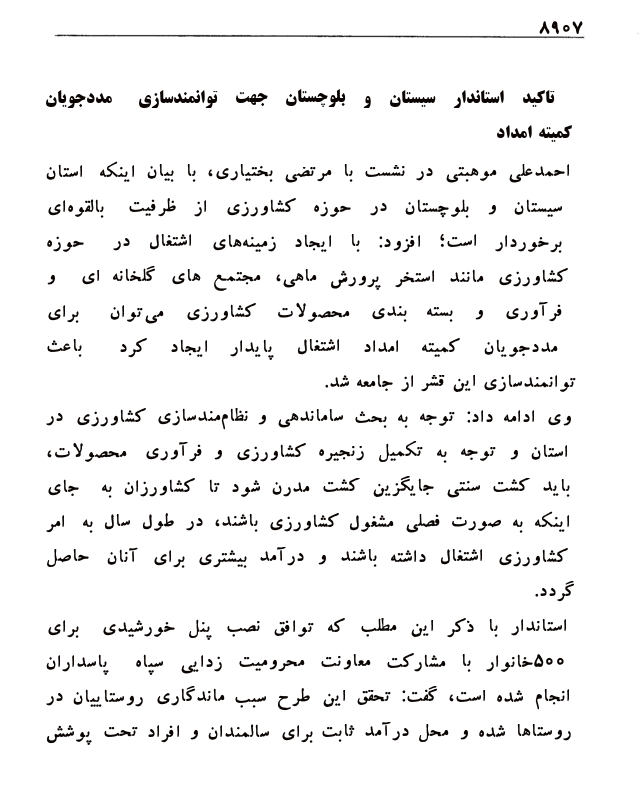 ۸۹۰۷
تاکید استاندار سیستان و بلوچستان جهت توانمندسازی مددجویان
کمیته امداد
احمدعلی موهبتی در نشست با مرتضی بختیاری، با بیان اینکه استان
سیستان و بلوچستان در حوزه کشاورزی از ظرفیت بالقوه‌ای
برخوردار است؛ افزود: با ایجاد زمینه‌های اشتغال در حوزه
کشاورزی مانند استخر پرورش ماهی، مجتمع های گلخانه ای و
فرآوری و بسته بندی محصولات کشاورزی می‌توان برای
مددجویان کمیته امداد اشتغال پایدار ایجاد کرد باعث
توانمندسازی این قشر از جامعه شد.
وی ادامه داد: توجه به بحث ساماندهی و نظام‌مندسازی کشاورزی در
استان و توجه به تکمیل زنجیره کشاورزی و فرآوری محصولات،
باید کشت سنتی جایگزین کشت مدرن شود تا کشاورزان به جای
اینکه به صورت فصلی مشغول کشاورزی باشند، در طول سال به امر
کشاورزی اشتغال داشته باشند و درآمد بیشتری برای آنان حاصل
گردد.
استاندار با ذکر این مطلب که توافق نصب پنل خورشیدی برای
۵۰۰خانوار با مشارکت معاونت محرومیت زدایی سپاه پاسداران
انجام شده است، گفت: تحقق این طرح سبب ماندگاری روستاییان در
روستاها شده و محل درآمد ثابت برای سالمندان و افراد تحت پوشش